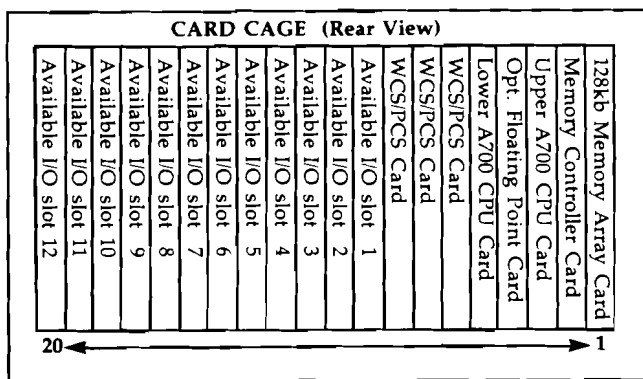 CARD CAGE (Rear View)
128kb Memory Array Card
Memory Controller Card
Upper A700 CPU Card
Opt. Floating Point Card
Lower A700 CPU Card
WCS/PCS Card
WCS/PCS Card
WCS/PCS Card
Available I/O slot 1
Available I/O slot 2
Available I/O slot 3
Available I/O slot 4
Available I/O slot 5
Available I/O slot 6
Available I/O slot 7
Available I/O slot 8
Available I/O slot 9
Available I/O slot 10
Available I/O slot 11
Available I/O slot 12
20 1